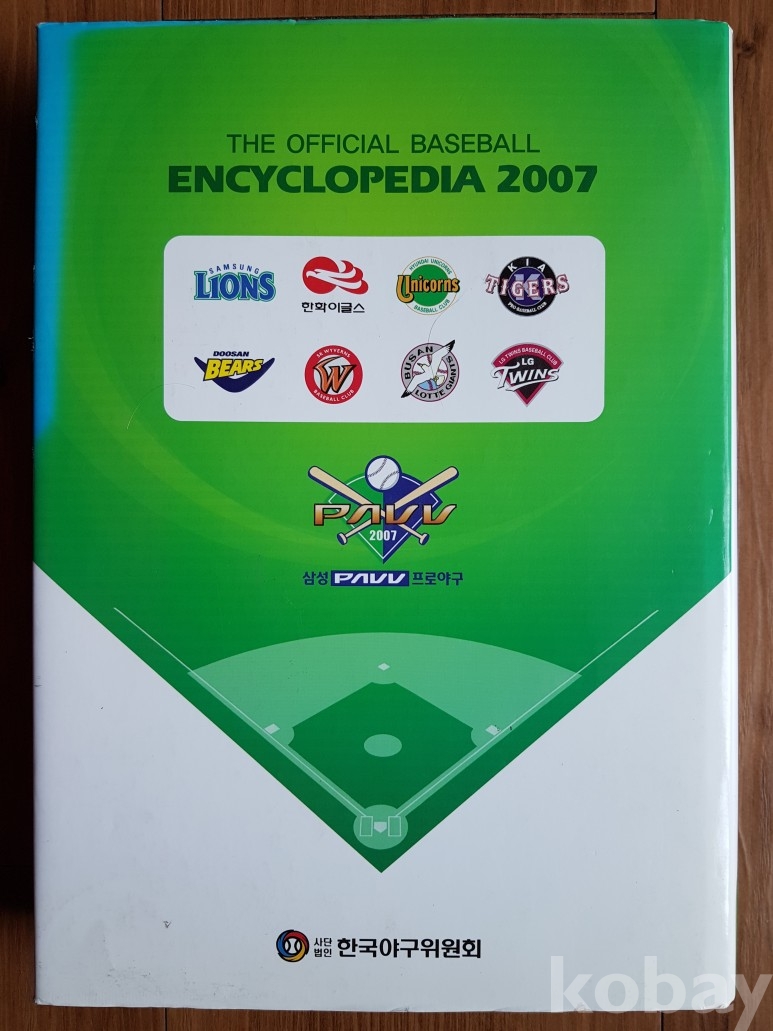 THE OFFICIAL BASEBALL
ENCYCLOPEDIA 2007
SAMSUNG
LIONS
한화이글스
HYUNDAI UNICORNS
Unicorns
BASEBALL CLUB
KIA
TIGERS
PRO BASEBALL CLUB
DOOSAN
BEARS
SK WYVERNS
W
BASEBALL CLUB
BUSAN
LOTTE GIANTS
LG TWINS BASEBALL CLUB
LG
TWINS
PAVV
2007
삼성 PAVV 프로야구
사단
법인 한국야구위원회
kobay